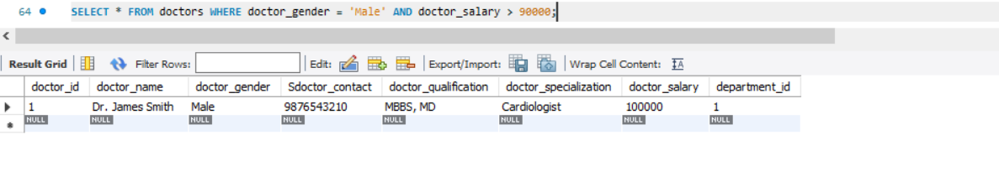 64 SELECT * FROM doctors WHERE doctor_gender = 'Male' AND doctor_salary > 90000;
Result Grid Filter Rows: Edit: Export/Import: Wrap Cell Content: IA
doctor_id doctor_name doctor_gender Sdoctor_contact doctor_qualification doctor_specialization doctor_salary department_id
1 Dr. James Smith Male 9876543210 MBBS, MD Cardiologist 100000 1
NULL NULL NULL NULL NULL NULL NULL NULL